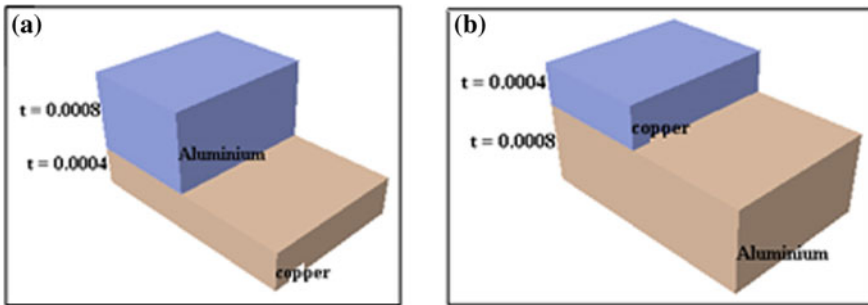 (a)
t = 0.0008
Aluminium
t = 0.0004
copper
(b)
t = 0.0004
copper
t = 0.0008
Aluminium